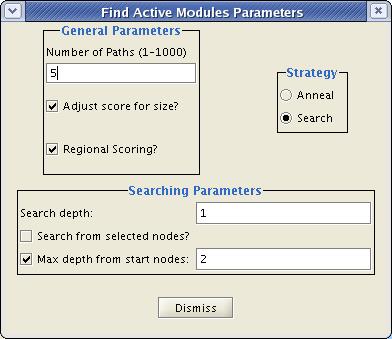 Find Active Modules Parameters
General Parameters
Number of Paths (1-1000)
5
Adjust score for size?
Regional Scoring?
Strategy
Anneal
Search
Searching Parameters
Search depth: 1
Search from selected nodes?
Max depth from start nodes: 2
Dismiss